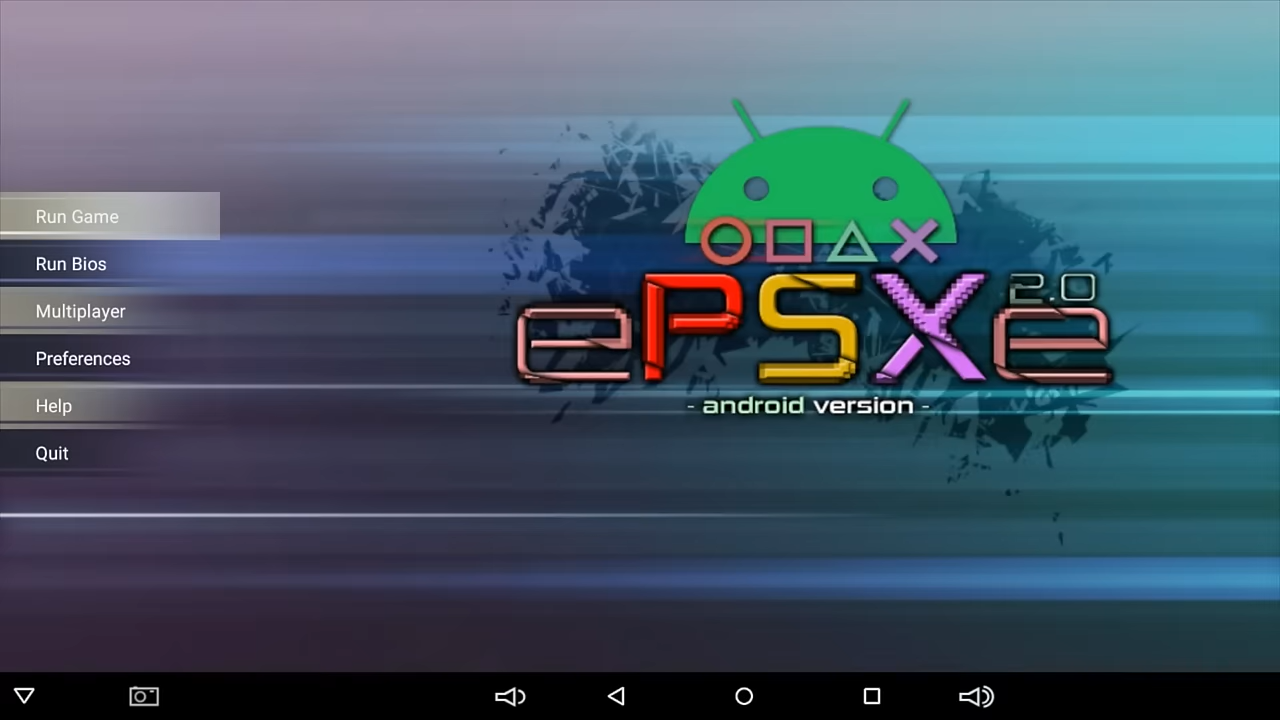 Run Game
Run Bios
Multiplayer
Preferences
Help
Quit
ePSXe 2.0
- android version -